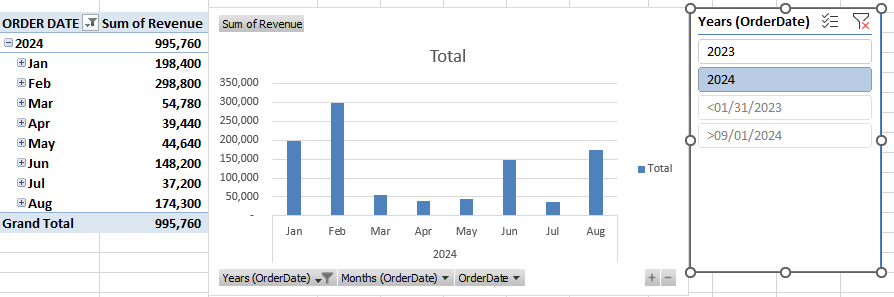 ORDER DATE Sum of Revenue
2024 995,760
Jan 198,400
Feb 298,800
Mar 54,780
Apr 39,440
May 44,640
Jun 148,200
Jul 37,200
Aug 174,300
Grand Total 995,760
Sum of Revenue
Total
350,000
300,000
250,000
200,000
150,000
100,000
50,000
-
Jan Feb Mar Apr May Jun Jul Aug
2024
Total
Years (OrderDate) Months (OrderDate) OrderDate
+ −
Years (OrderDate)
2023
2024
<01/31/2023
>09/01/2024